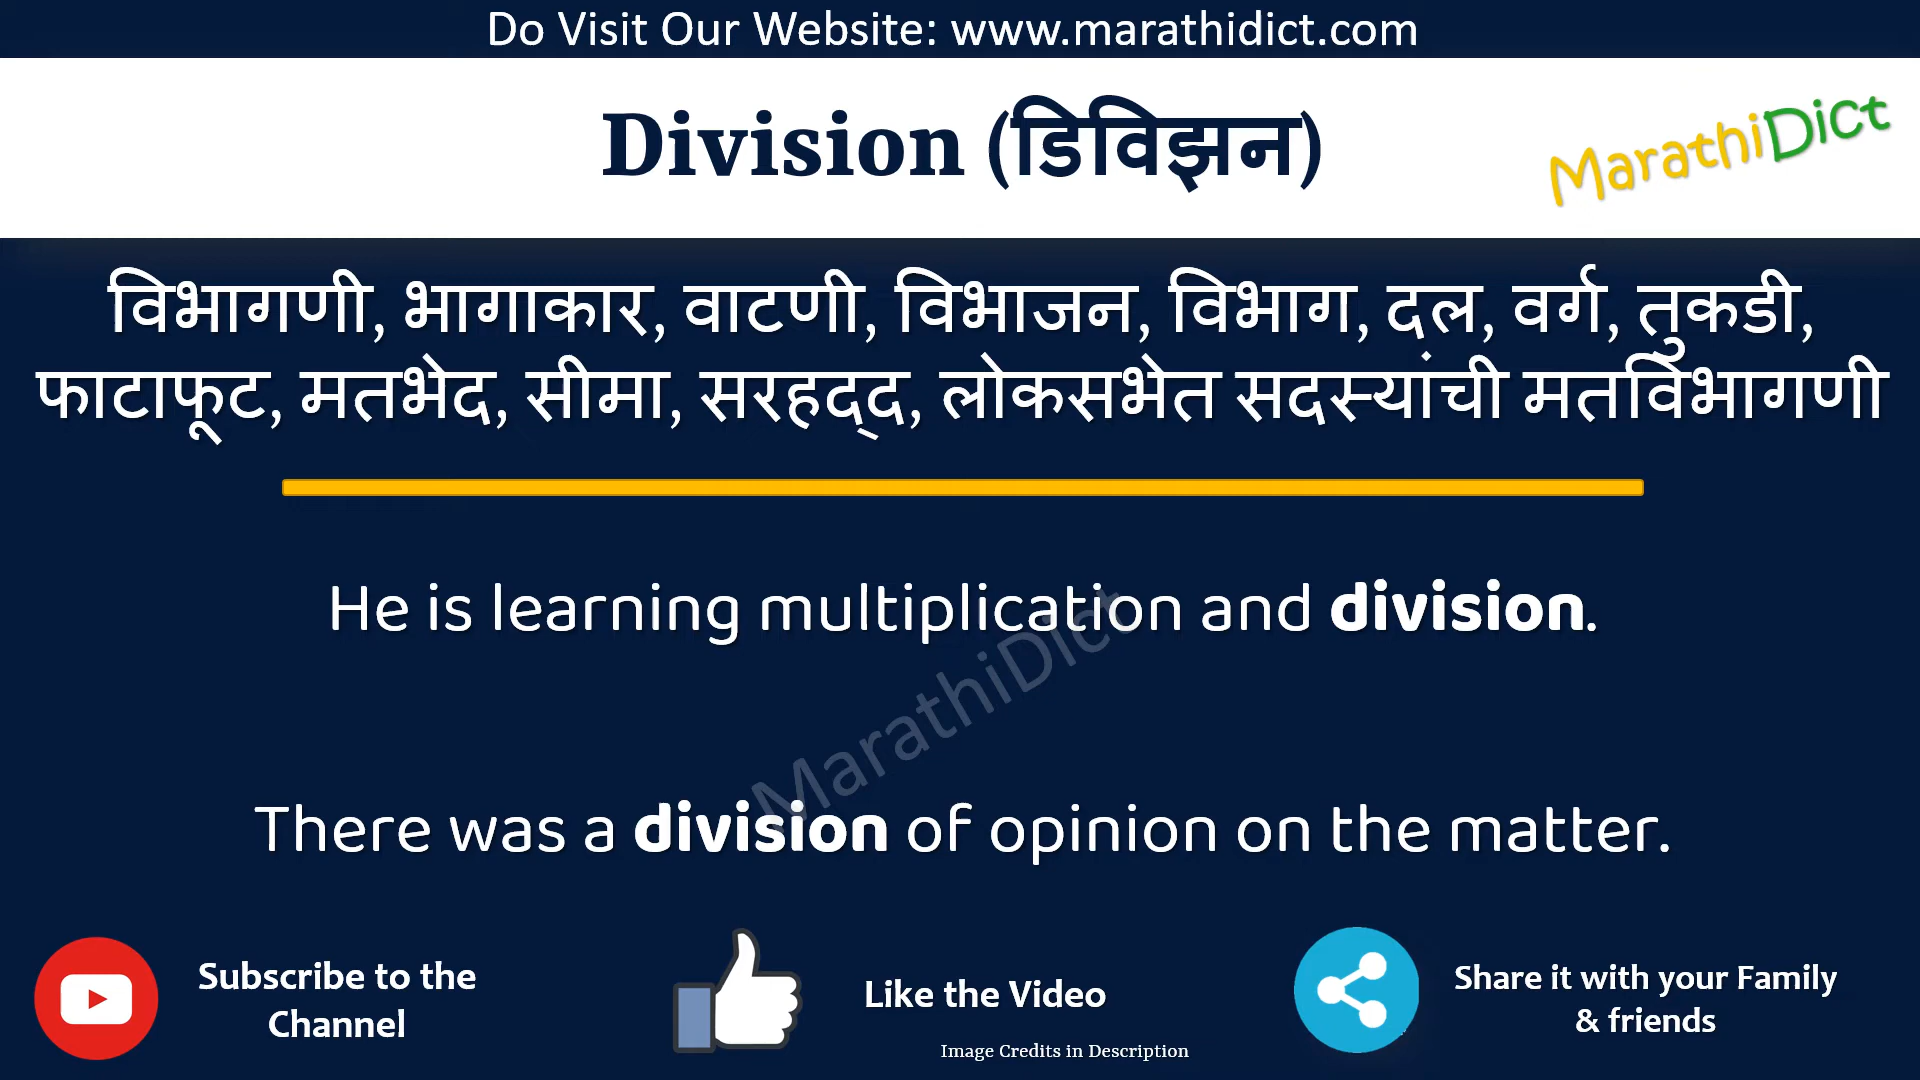 Do Visit Our Website: www.marathidict.com
Division (डिविझन)
MarathiDict
विभागणी, भागाकार, वाटणी, विभाजन, विभाग, दल, वर्ग, तुकडी,
फाटाफूट, मतभेद, सीमा, सरहद्द, लोकसभेत सदस्यांची मतविभागणी
He is learning multiplication and division.
MarathiDict
There was a division of opinion on the matter.
Subscribe to the
Channel
Like the Video
Share it with your Family
& friends
Image Credits in Description